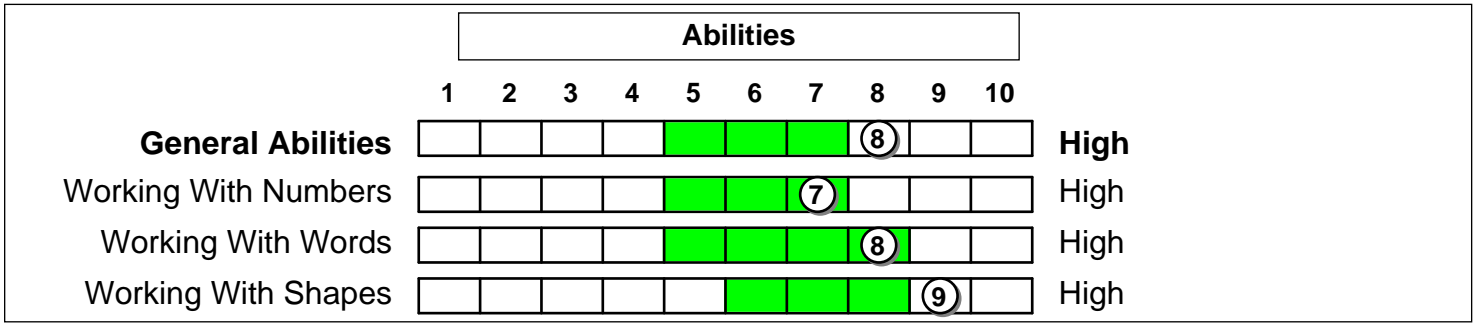 Abilities
1 2 3 4 5 6 7 8 9 10
General Abilities 8 High
Working With Numbers 7 High
Working With Words 8 High
Working With Shapes 9 High